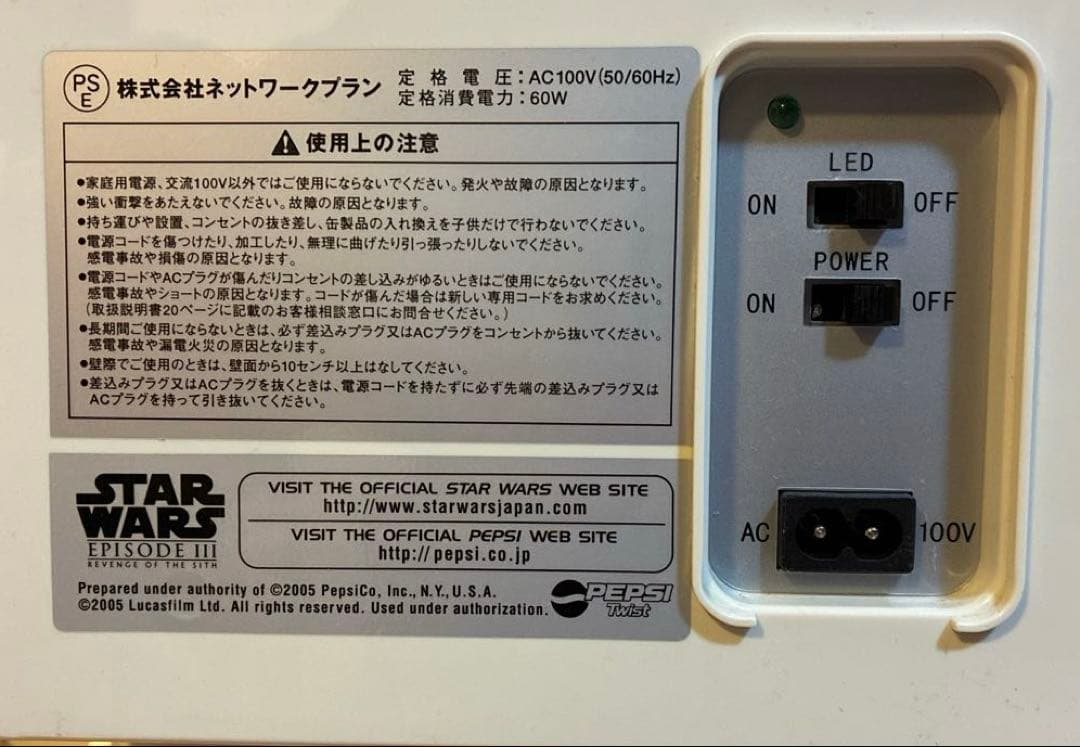 PS
E
株式会社ネットワークプラン
定格電圧：AC100V(50/60Hz)
定格消費電力：60W
使用上の注意
●家庭用電源、交流100V以外ではご使用にならないでください。発火や故障の原因となります。
●強い衝撃をあたえないでください。故障の原因となります。
●持ち運びや設置、コンセントの抜き差し、缶製品の入れ換えを子供だけで行わないでください。
●電源コードを傷つけたり、加工したり、無理に曲げたり引っ張ったりしないでください。
感電事故や損傷の原因となります。
●電源コードやACプラグが傷んだりコンセントの差し込みがゆるいときはご使用にならないでください。
感電事故やショートの原因となります。コードが傷んだ場合は新しい専用コードをお求めください。
(取扱説明書20ページに記載のお客様相談窓口にお問合せください。)
●長期間ご使用にならないときは、必ず差込みプラグ又はACプラグをコンセントから抜いてください。
感電事故や漏電火災の原因となります。
●壁際でご使用のときは、壁面から10センチ以上はなしてください。
●差込みプラグ又はACプラグを抜くときは、電源コードを持たずに必ず先端の差込みプラグ又は
ACプラグを持って引き抜いてください。
STAR
WARS
EPISODE III
REVENGE OF THE SITH
VISIT THE OFFICIAL STAR WARS WEB SITE
http://www.starwarsjapan.com
VISIT THE OFFICIAL PEPSI WEB SITE
http://pepsi.co.jp
Prepared under authority of ©2005 PepsiCo, Inc., N.Y., U.S.A.
©2005 Lucasfilm Ltd. All rights reserved. Used under authorization.
PEPSI
Twist
LED
ON OFF
POWER
ON OFF
AC 100V